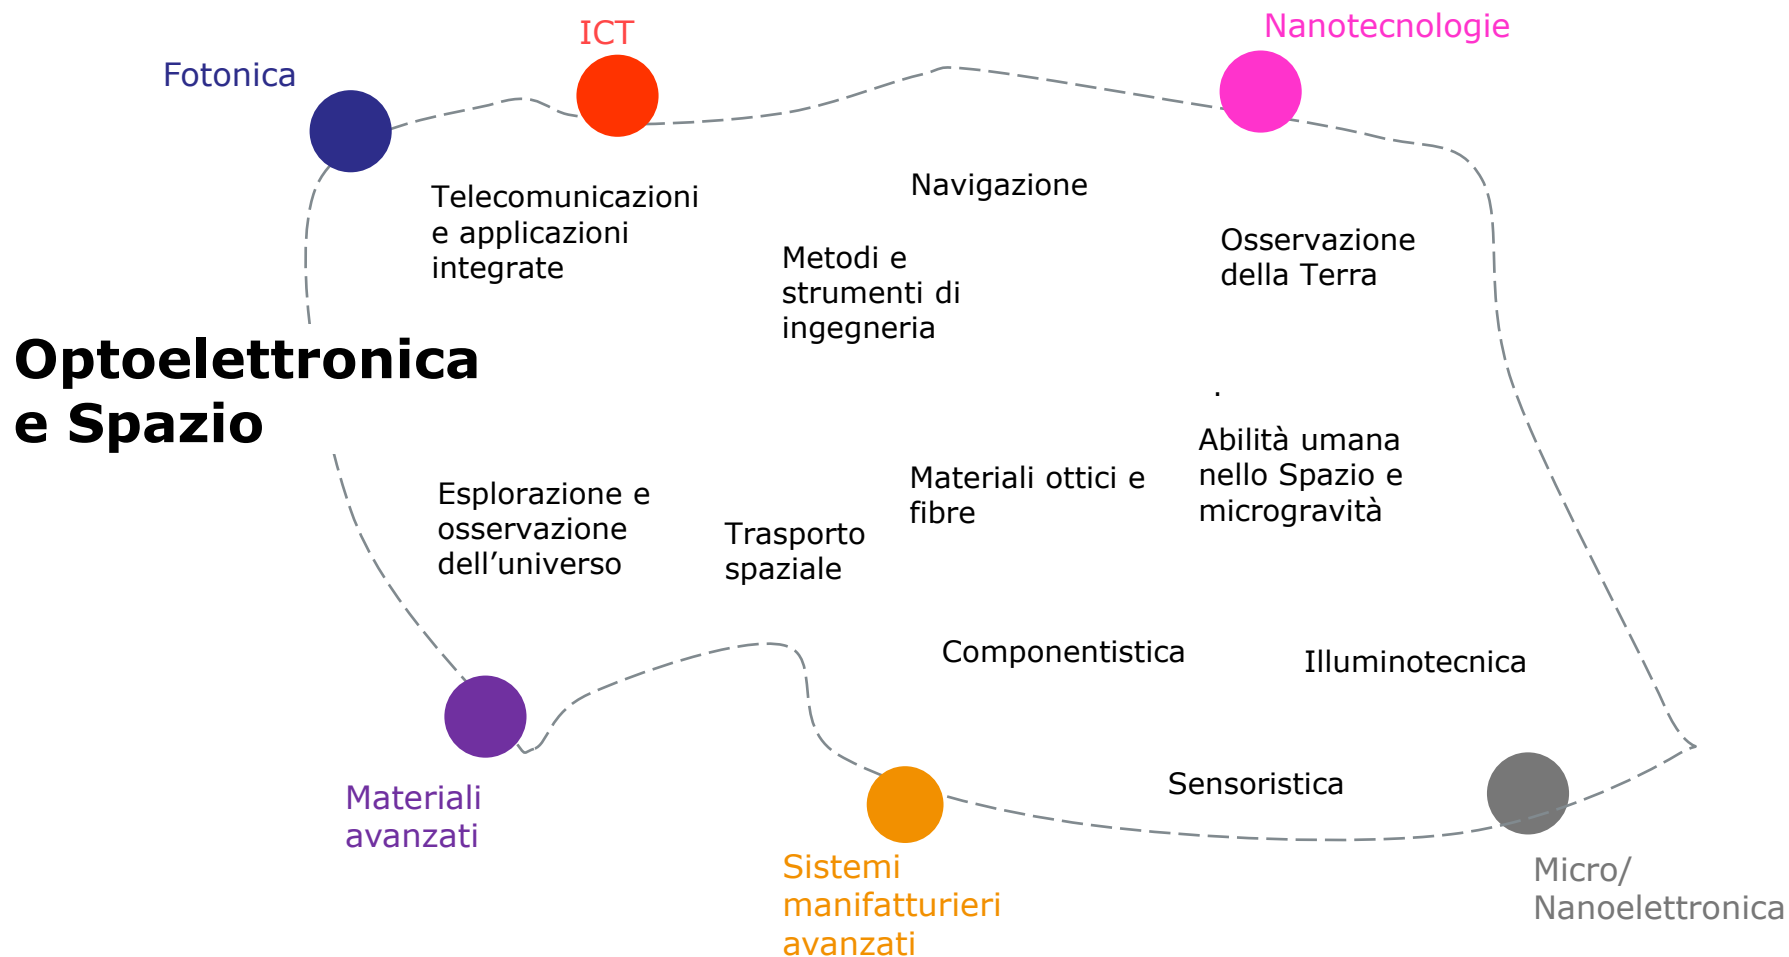 ICT
Nanotecnologie
Fotonica
Telecomunicazioni
e applicazioni
integrate
Navigazione
Metodi e
strumenti di
ingegneria
Osservazione
della Terra
Optoelettronica
e Spazio
.
Abilità umana
nello Spazio e
microgravità
Materiali ottici e
fibre
Esplorazione e
osservazione
dell’universo
Trasporto
spaziale
Componentistica
Illuminotecnica
Sensoristica
Materiali
avanzati
Sistemi
manifatturieri
avanzati
Micro/
Nanoelettronica